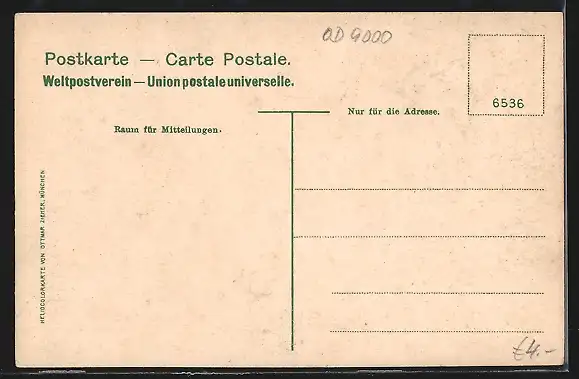 OD 9000
Postkarte — Carte Postale.
Weltpostverein — Union postale universelle.
6536
Nur für die Adresse.
Raum für Mitteilungen.
HELIOCOLORKARTE VON OTTMAR ZIEHER, MÜNCHEN
£4.-